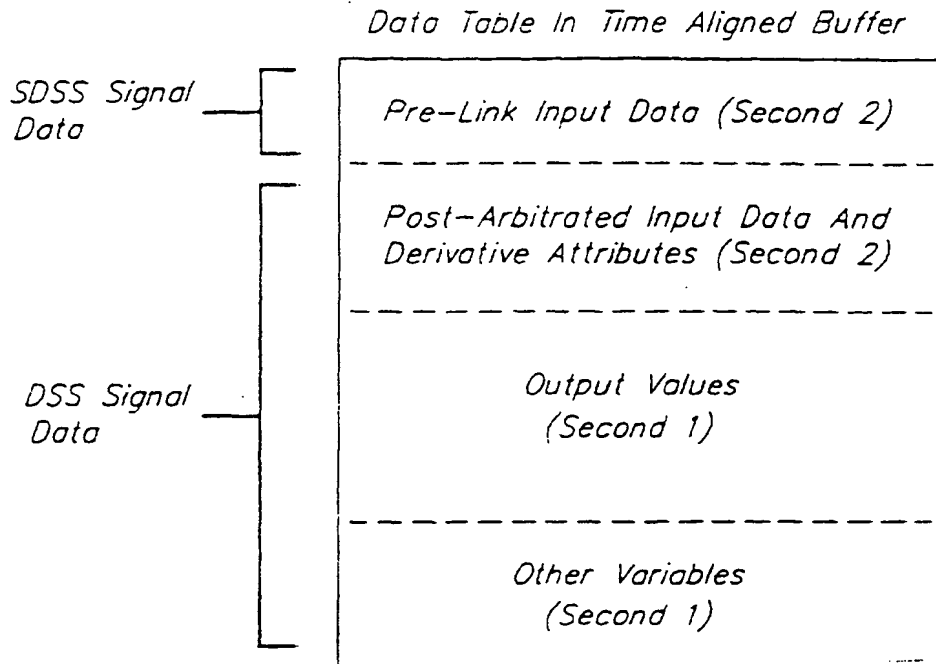 Data Table In Time Aligned Buffer
SDSS Signal
Data
Pre-Link Input Data (Second 2)
Post-Arbitrated Input Data And
Derivative Attributes (Second 2)
DSS Signal
Data
Output Values
(Second 1)
Other Variables
(Second 1)